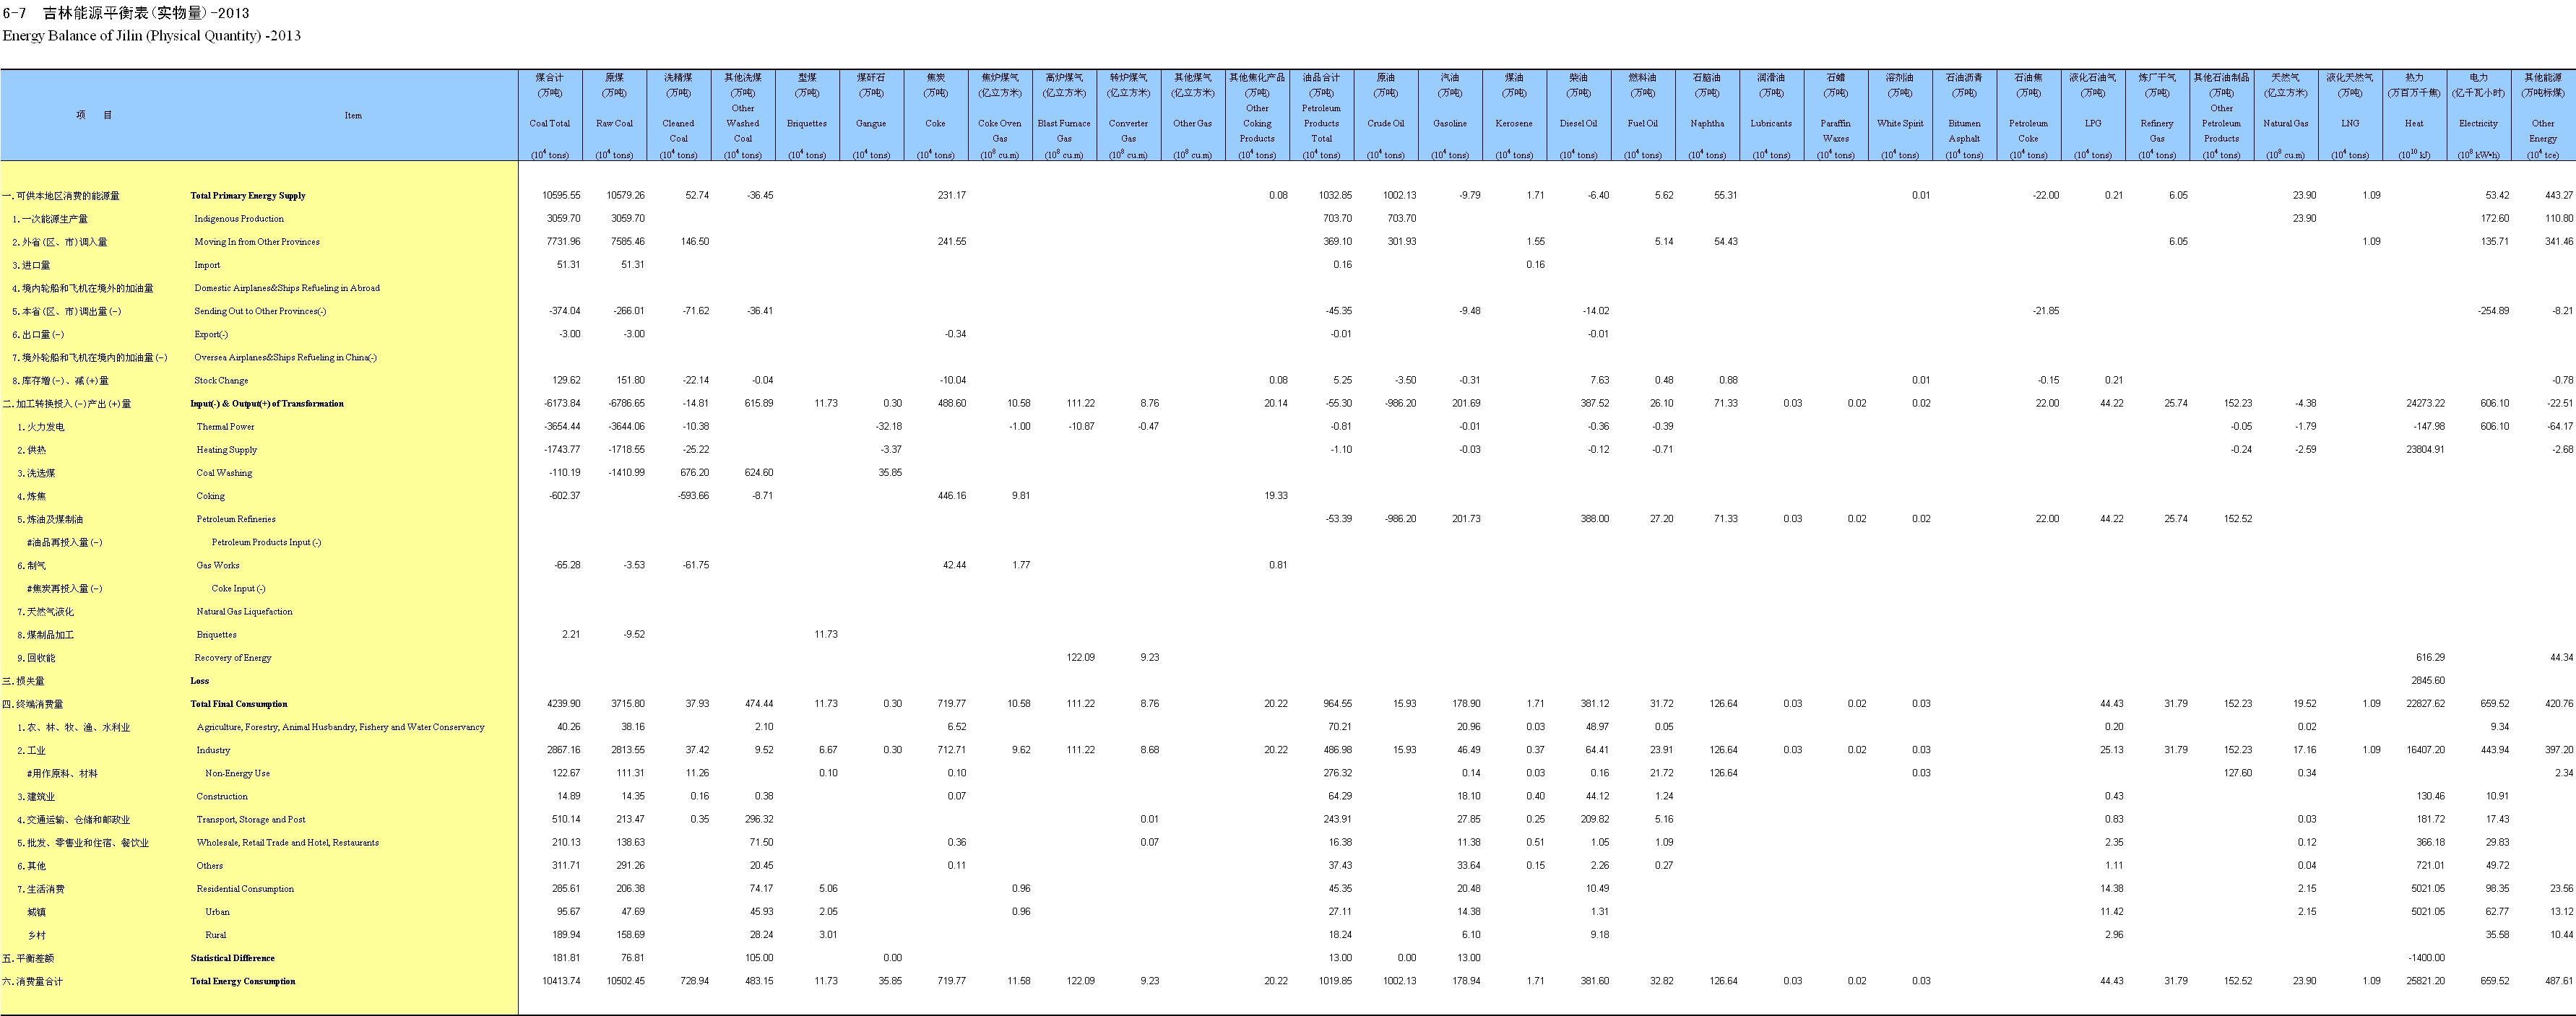 6-7 吉林能源平衡表(实物量)-2013
Energy Balance of Jilin (Physical Quantity) -2013
项 目 Item 煤合计 (万吨) Coal Total (10⁴ tons) 原煤 (万吨) Raw Coal (10⁴ tons) 洗精煤 (万吨) Cleaned Coal (10⁴ tons) 其他洗煤 (万吨) Other Washed Coal (10⁴ tons) 型煤 (万吨) Briquettes (10⁴ tons) 煤矸石 (万吨) Gangue (10⁴ tons) 焦炭 (万吨) Coke (10⁴ tons) 焦炉煤气 (亿立方米) Coke Oven Gas (10⁸ cu.m) 高炉煤气 (亿立方米) Blast Furnace Gas (10⁸ cu.m) 转炉煤气 (亿立方米) Converter Gas (10⁸ cu.m) 其他煤气 (亿立方米) Other Gas (10⁸ cu.m) 其他焦化产品 (万吨) Other Coking Products (10⁴ tons) 油品合计 (万吨) Petroleum Products Total (10⁴ tons) 原油 (万吨) Crude Oil (10⁴ tons) 汽油 (万吨) Gasoline (10⁴ tons) 煤油 (万吨) Kerosene (10⁴ tons) 柴油 (万吨) Diesel Oil (10⁴ tons) 燃料油 (万吨) Fuel Oil (10⁴ tons) 石脑油 (万吨) Naphtha (10⁴ tons) 润滑油 (万吨) Lubricants (10⁴ tons) 石蜡 (万吨) Paraffin Waxes (10⁴ tons) 溶剂油 (万吨) White Spirit (10⁴ tons) 石油沥青 (万吨) Bitumen Asphalt (10⁴ tons) 石油焦 (万吨) Petroleum Coke (10⁴ tons) 液化石油气 (万吨) LPG (10⁴ tons) 炼厂干气 (万吨) Refinery Gas (10⁴ tons) 其他石油制品 (万吨) Other Petroleum Products (10⁴ tons) 天然气 (亿立方米) Natural Gas (10⁸ cu.m) 液化天然气 (万吨) LNG (10⁴ tons) 热力 (万百万千焦) Heat (10¹⁰ kJ) 电力 (亿千瓦小时) Electricity (10⁸ kW•h) 其他能源 (万吨标煤) Other Energy (10⁴ tce)
一.可供本地区消费的能源量 Total Primary Energy Supply 10595.55 10579.26 52.74 -36.45 231.17 0.08 1032.85 1002.13 -9.79 1.71 -6.40 5.62 55.31 0.01 -22.00 0.21 6.05 23.90 1.09 53.42 443.27
1.一次能源生产量 Indigenous Production 3059.70 3059.70 703.70 703.70 23.90 172.60 110.80
2.外省(区、市)调入量 Moving In from Other Provinces 7731.96 7585.46 146.50 241.55 369.10 301.93 1.55 5.14 54.43 6.05 1.09 135.71 341.46
3.进口量 Import 51.31 51.31 0.16 0.16
4.境内轮船和飞机在境外的加油量 Domestic Airplanes&Ships Refueling in Abroad
5.本省(区、市)调出量(-) Sending Out to Other Provinces(-) -374.04 -266.01 -71.62 -36.41 -45.35 -9.48 -14.02 -21.85 -254.89 -8.21
6.出口量(-) Export(-) -3.00 -3.00 -0.34 -0.01 -0.01
7.境外轮船和飞机在境内的加油量(-) Oversea Airplanes&Ships Refueling in China(-)
8.库存增(-)、减(+)量 Stock Change 129.62 151.80 -22.14 -0.04 -10.04 0.08 5.25 -3.50 -0.31 7.63 0.48 0.88 0.01 -0.15 0.21 -0.78
二.加工转换投入(-)产出(+)量 Input(-) & Output(+) of Transformation -6173.84 -6786.65 -14.81 615.89 11.73 0.30 488.60 10.58 111.22 8.76 20.14 -55.30 -986.20 201.69 387.52 26.10 71.33 0.03 0.02 0.02 22.00 44.22 25.74 152.23 -4.38 24273.22 606.10 -22.51
1.火力发电 Thermal Power -3654.44 -3644.06 -10.38 -32.18 -1.00 -10.87 -0.47 -0.81 -0.01 -0.36 -0.39 -0.05 -1.79 -147.98 606.10 -64.17
2.供热 Heating Supply -1743.77 -1718.55 -25.22 -3.37 -1.10 -0.03 -0.12 -0.71 -0.24 -2.59 23804.91 -2.68
3.洗选煤 Coal Washing -110.19 -1410.99 676.20 624.60 35.85
4.炼焦 Coking -602.37 -593.66 -8.71 446.16 9.81 19.33
5.炼油及煤制油 Petroleum Refineries -53.39 -986.20 201.73 388.00 27.20 71.33 0.03 0.02 0.02 22.00 44.22 25.74 152.52
#油品再投入量(-) Petroleum Products Input (-)
6.制气 Gas Works -65.28 -3.53 -61.75 42.44 1.77 0.81
#焦炭再投入量(-) Coke Input (-)
7.天然气液化 Natural Gas Liquefaction
8.煤制品加工 Briquettes 2.21 -9.52 11.73
9.回收能 Recovery of Energy 122.09 9.23 616.29 44.34
三.损失量 Loss 2845.60
四.终端消费量 Total Final Consumption 4239.90 3715.80 37.93 474.44 11.73 0.30 719.77 10.58 111.22 8.76 20.22 964.55 15.93 178.90 1.71 381.12 31.72 126.64 0.03 0.02 0.03 44.43 31.79 152.23 19.52 1.09 22827.62 659.52 420.76
1.农、林、牧、渔、水利业 Agriculture, Forestry, Animal Husbandry, Fishery and Water Conservancy 40.26 38.16 2.10 6.52 70.21 20.96 0.03 48.97 0.05 0.20 0.02 9.34
2.工业 Industry 2867.16 2813.55 37.42 9.52 6.67 0.30 712.71 9.62 111.22 8.68 20.22 486.98 15.93 46.49 0.37 64.41 23.91 126.64 0.03 0.02 0.03 25.13 31.79 152.23 17.16 1.09 16407.20 443.94 397.20
#用作原料、材料 Non-Energy Use 122.67 111.31 11.26 0.10 0.10 276.32 0.14 0.03 0.16 21.72 126.64 0.03 127.60 0.34 2.34
3.建筑业 Construction 14.89 14.35 0.16 0.38 0.07 64.29 18.10 0.40 44.12 1.24 0.43 130.46 10.91
4.交通运输、仓储和邮政业 Transport, Storage and Post 510.14 213.47 0.35 296.32 0.01 243.91 27.85 0.25 209.82 5.16 0.83 0.03 181.72 17.43
5.批发、零售业和住宿、餐饮业 Wholesale, Retail Trade and Hotel, Restaurants 210.13 138.63 71.50 0.36 0.07 16.38 11.38 0.51 1.05 1.09 2.35 0.12 366.18 29.83
6.其他 Others 311.71 291.26 20.45 0.11 37.43 33.64 0.15 2.26 0.27 1.11 0.04 721.01 49.72
7.生活消费 Residential Consumption 285.61 206.38 74.17 5.06 0.96 45.35 20.48 10.49 14.38 2.15 5021.05 98.35 23.56
城镇 Urban 95.67 47.69 45.93 2.05 0.96 27.11 14.38 1.31 11.42 2.15 5021.05 62.77 13.12
乡村 Rural 189.94 158.69 28.24 3.01 18.24 6.10 9.18 2.96 35.58 10.44
五.平衡差额 Statistical Difference 181.81 76.81 105.00 0.00 13.00 0.00 13.00 -1400.00
六.消费量合计 Total Energy Consumption 10413.74 10502.45 728.94 483.15 11.73 35.85 719.77 11.58 122.09 9.23 20.22 1019.85 1002.13 178.94 1.71 381.60 32.82 126.64 0.03 0.02 0.03 44.43 31.79 152.52 23.90 1.09 25821.20 659.52 487.61